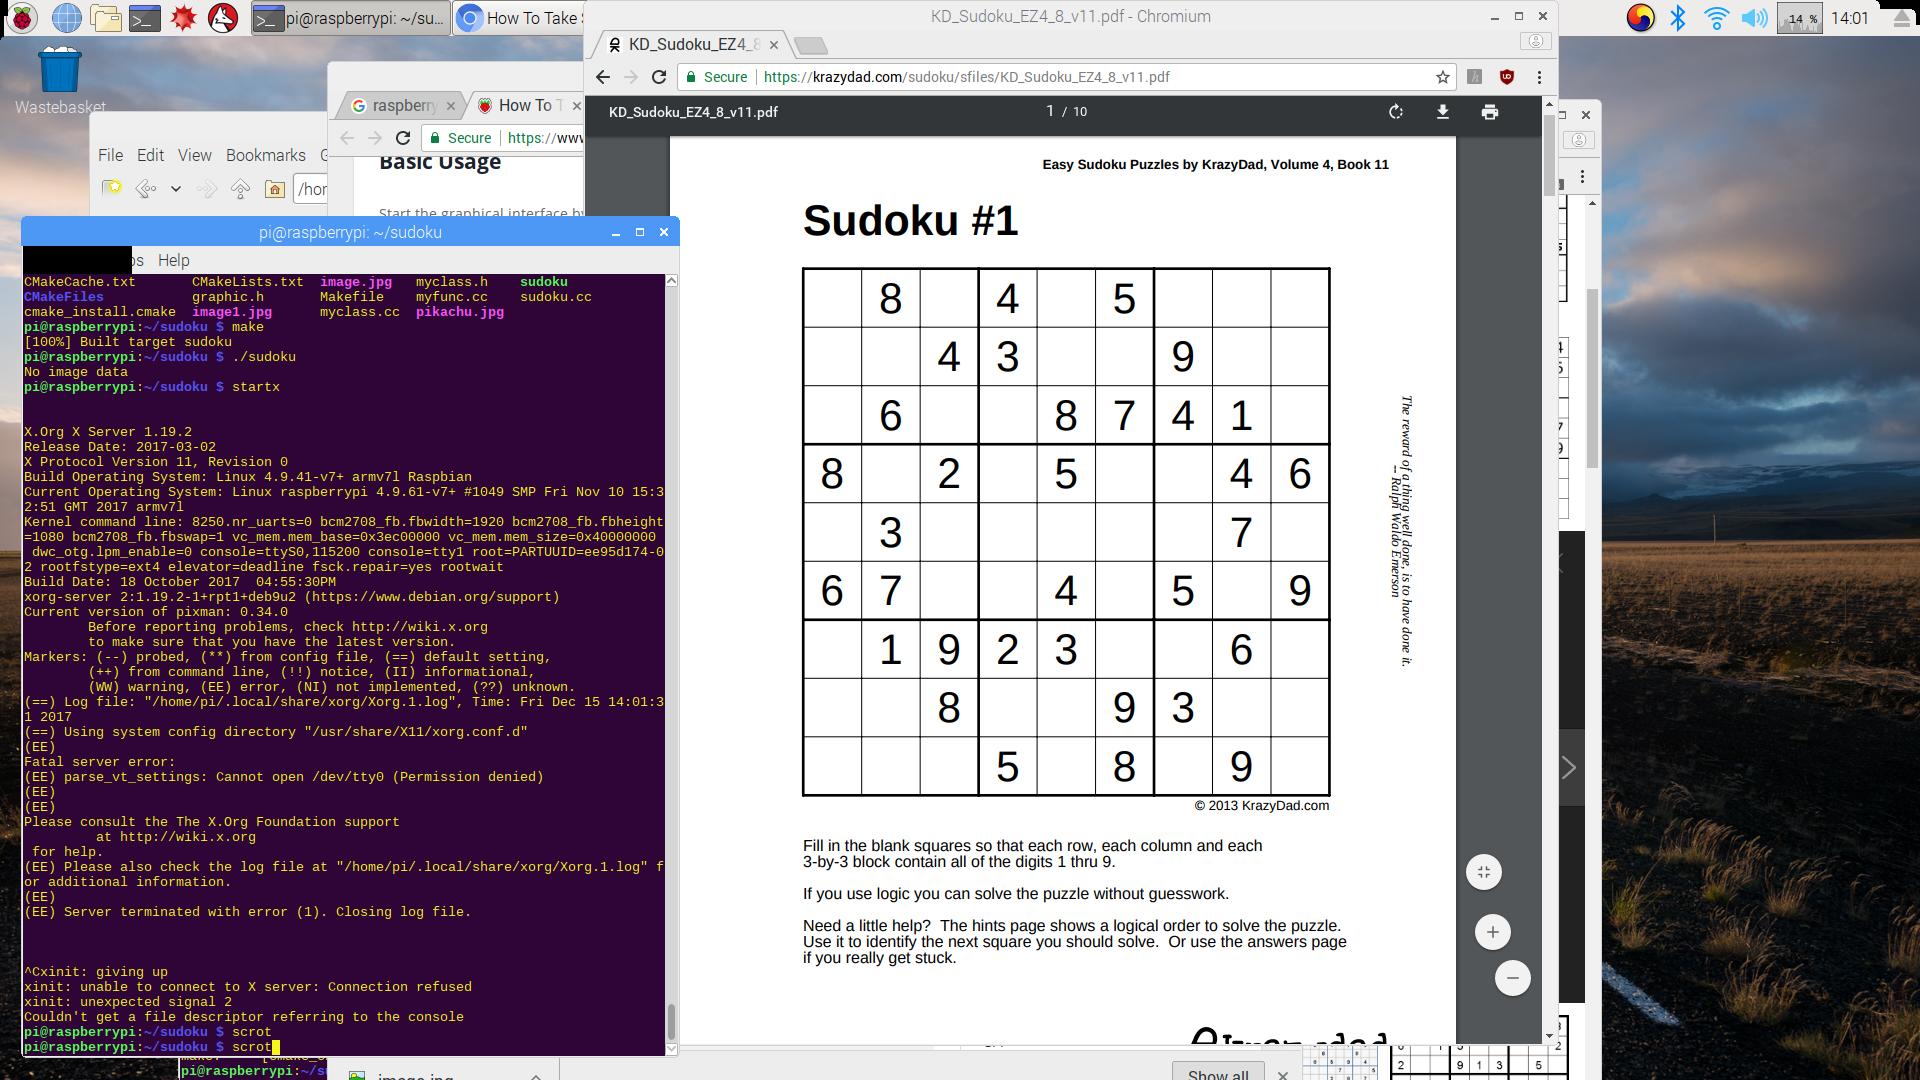 pi@raspberrypi: ~/su...
How To Take S
14 %
14:01
Wastebasket
File Edit View Bookmarks G
/hor
raspberry
How To T
Secure https://www
Basic Usage
Start the graphical interface by
KD_Sudoku_EZ4_8_v11.pdf - Chromium
KD_Sudoku_EZ4_8
Secure https://krazydad.com/sudoku/sfiles/KD_Sudoku_EZ4_8_v11.pdf
KD_Sudoku_EZ4_8_v11.pdf
1 / 10
pi@raspberrypi: ~/sudoku
os Help
CMakeCache.txt CMakeLists.txt image.jpg myclass.h sudoku
CMakeFiles graphic.h Makefile myfunc.cc sudoku.cc
cmake_install.cmake image1.jpg myclass.cc pikachu.jpg
pi@raspberrypi:~/sudoku $ make
[100%] Built target sudoku
pi@raspberrypi:~/sudoku $ ./sudoku
No image data
pi@raspberrypi:~/sudoku $ startx
X.Org X Server 1.19.2
Release Date: 2017-03-02
X Protocol Version 11, Revision 0
Build Operating System: Linux 4.9.41-v7+ armv7l Raspbian
Current Operating System: Linux raspberrypi 4.9.61-v7+ #1049 SMP Fri Nov 10 15:3
2:51 GMT 2017 armv7l
Kernel command line: 8250.nr_uarts=0 bcm2708_fb.fbwidth=1920 bcm2708_fb.fbheight
=1080 bcm2708_fb.fbswap=1 vc_mem.mem_base=0x3ec00000 vc_mem.mem_size=0x40000000
dwc_otg.lpm_enable=0 console=ttyS0,115200 console=tty1 root=PARTUUID=ee95d174-0
2 rootfstype=ext4 elevator=deadline fsck.repair=yes rootwait
Build Date: 18 October 2017 04:55:30PM
xorg-server 2:1.19.2-1+rpt1+deb9u2 (https://www.debian.org/support)
Current version of pixman: 0.34.0
Before reporting problems, check http://wiki.x.org
to make sure that you have the latest version.
Markers: (--) probed, (**) from config file, (==) default setting,
(++) from command line, (!!) notice, (II) informational,
(WW) warning, (EE) error, (NI) not implemented, (??) unknown.
(==) Log file: "/home/pi/.local/share/xorg/Xorg.1.log", Time: Fri Dec 15 14:01:3
1 2017
(==) Using system config directory "/usr/share/X11/xorg.conf.d"
(EE)
Fatal server error:
(EE) parse_vt_settings: Cannot open /dev/tty0 (Permission denied)
(EE)
(EE)
Please consult the The X.Org Foundation support
at http://wiki.x.org
for help.
(EE) Please also check the log file at "/home/pi/.local/share/xorg/Xorg.1.log" f
or additional information.
(EE)
(EE) Server terminated with error (1). Closing log file.
^Cxinit: giving up
xinit: unable to connect to X server: Connection refused
xinit: unexpected signal 2
Couldn't get a file descriptor referring to the console
pi@raspberrypi:~/sudoku $ scrot
pi@raspberrypi:~/sudoku $ scrot
pi@raspberrypi:~/s
Easy Sudoku Puzzles by KrazyDad, Volume 4, Book 11
Sudoku #1
8 4 5
4 3 9
6 8 7 4 1
8 2 5 4 6
3 7
6 7 4 5 9
1 9 2 3 6
8 9 3
5 8 9
© 2013 KrazyDad.com
The reward of a thing well done, is to have done it.
-- Ralph Waldo Emerson
Fill in the blank squares so that each row, each column and each
3-by-3 block contain all of the digits 1 thru 9.
If you use logic you can solve the puzzle without guesswork.
Need a little help? The hints page shows a logical order to solve the puzzle.
Use it to identify the next square you should solve. Or use the answers page
if you really get stuck.
Show all
2 9 1 3 5